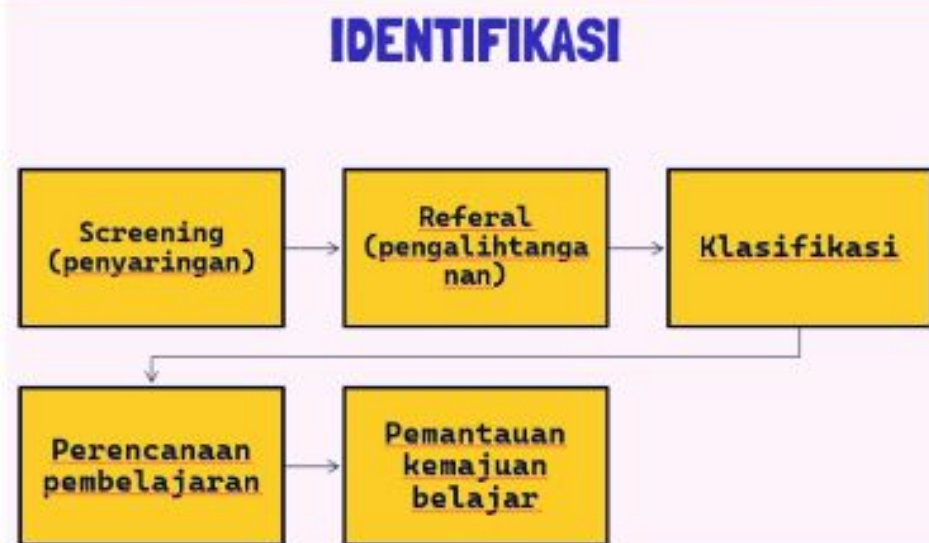 IDENTIFIKASI
Screening
(penyaringan)
Referal
(pengalihtanga
nan)
Klasifikasi
Perencanaan
pembelajaran
Pemantauan
kemajuan
belajar